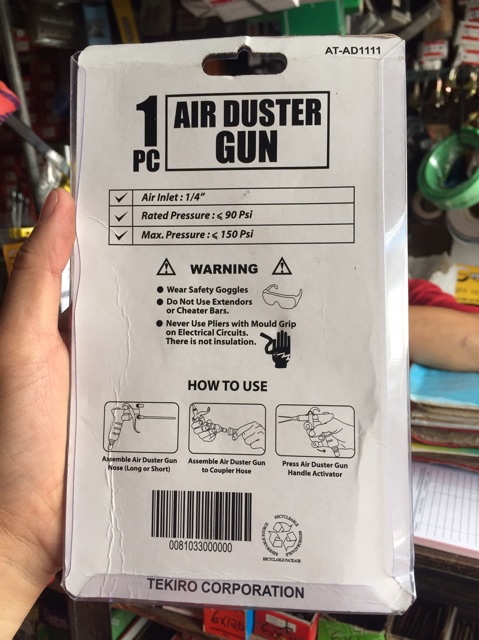 AT-AD1111
1
PC
AIR DUSTER
GUN
Air Inlet : 1/4"
Rated Pressure : ⩽ 90 Psi
Max. Pressure : ⩽ 150 Psi
WARNING
● Wear Safety Goggles
● Do Not Use Extendors
or Cheater Bars.
● Never Use Pliers with Mould Grip
on Electrical Circuits.
There is not insulation.
HOW TO USE
Assemble Air Duster Gun
Nose (Long or Short)
Assemble Air Duster Gun
to Coupler Hose
Press Air Duster Gun
Handle Activator
0081033000000
RECYCLEABLE
RECYCLABLE PACKAGE
TEKIRO CORPORATION